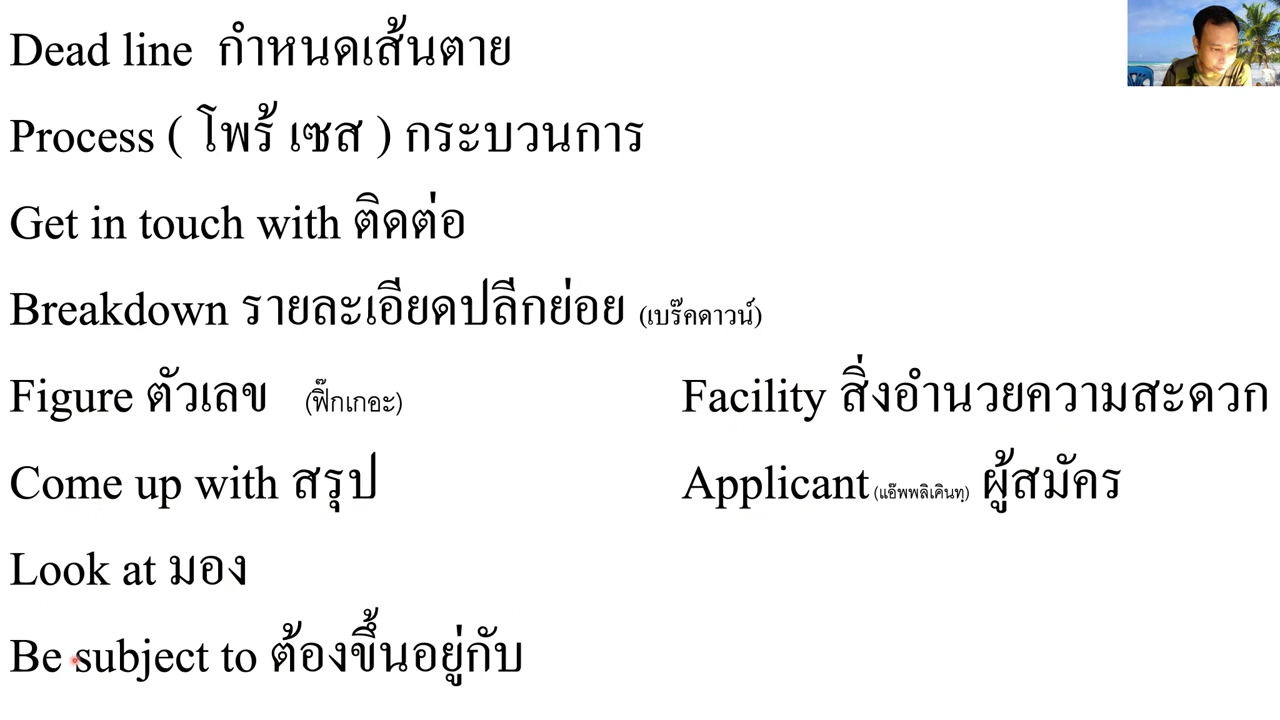 Dead line กำหนดเส้นตาย
Process ( โพร้ เซส ) กระบวนการ
Get in touch with ติดต่อ
Breakdown รายละเอียดปลีกย่อย (เบร๊คดาวน์)
Figure ตัวเลข (ฟิ๊กเกอะ)
Facility สิ่งอำนวยความสะดวก
Come up with สรุป
Applicant (แอ๊พพลิเคินทฺ) ผู้สมัคร
Look at มอง
Be subject to ต้องขึ้นอยู่กับ